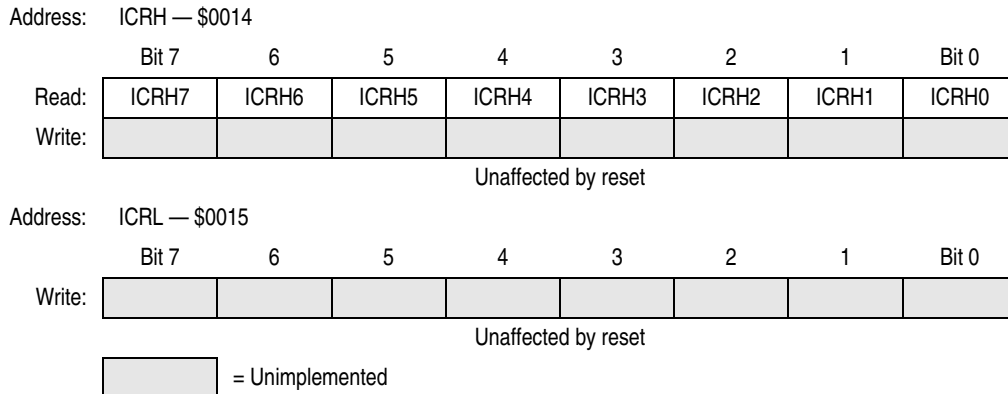 Address: ICRH — $0014
Bit 7 6 5 4 3 2 1 Bit 0
Read: ICRH7 ICRH6 ICRH5 ICRH4 ICRH3 ICRH2 ICRH1 ICRH0
Write:
Unaffected by reset
Address: ICRL — $0015
Bit 7 6 5 4 3 2 1 Bit 0
Write:
Unaffected by reset
= Unimplemented